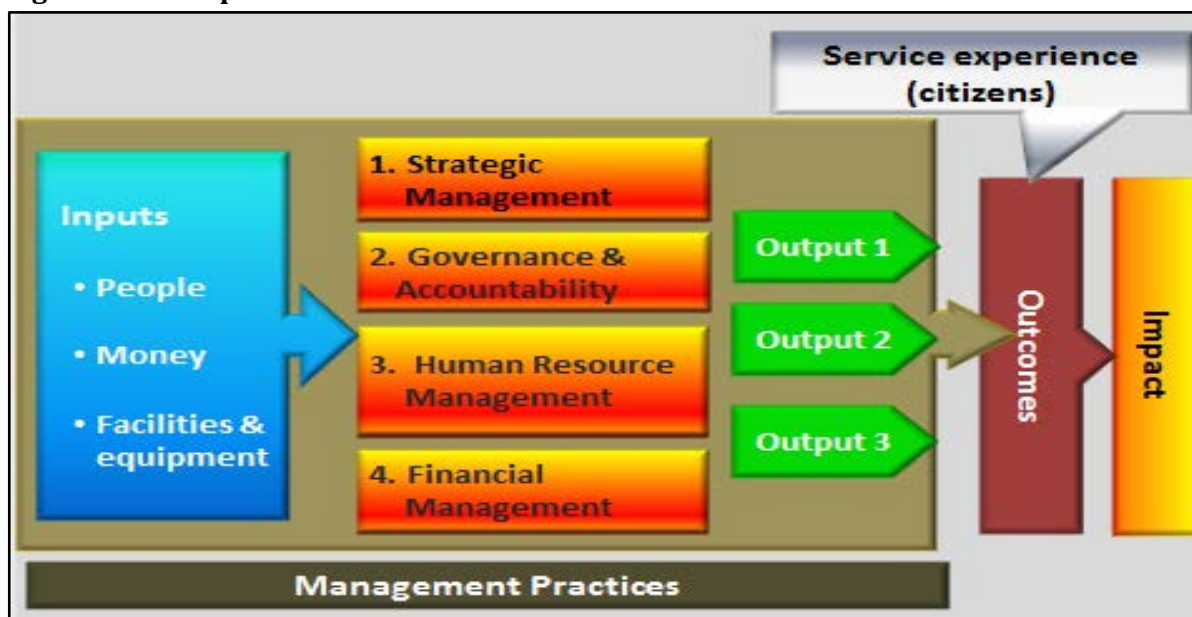 Service experience
(citizens)
Inputs
• People
• Money
• Facilities &
equipment
1. Strategic
Management
2. Governance &
Accountability
3. Human Resource
Management
4. Financial
Management
Output 1
Output 2
Output 3
Outcomes
Impact
Management Practices